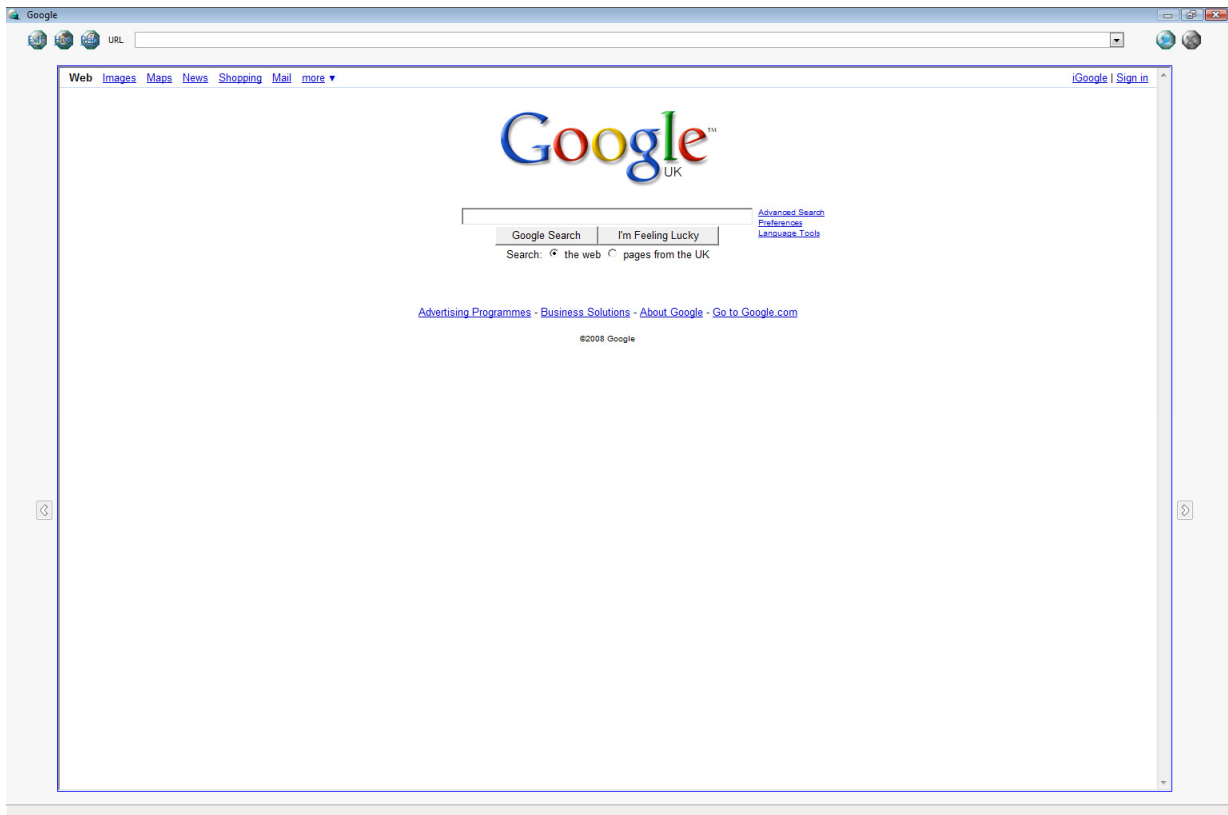 Google
URL
Web Images Maps News Shopping Mail more ▼ iGoogle | Sign in
Google™
UK
Advanced Search
Preferences
Language Tools
Google Search I'm Feeling Lucky
Search: the web pages from the UK
Advertising Programmes - Business Solutions - About Google - Go to Google.com
©2008 Google